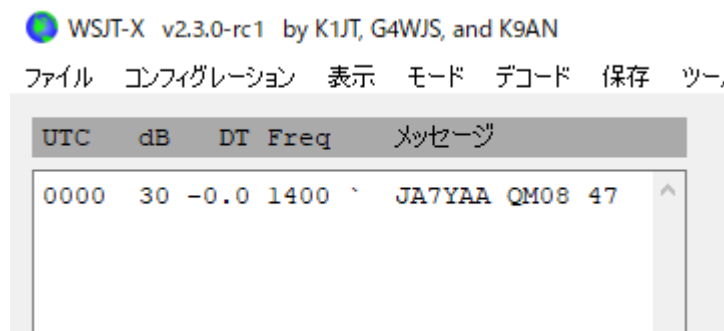 WSJT-X v2.3.0-rc1 by K1JT, G4WJS, and K9AN
ファイル コンフィグレーション 表示 モード デコード 保存
UTC dB DT Freq メッセージ
0000 30 -0.0 1400 ` JA7YAA QM08 47